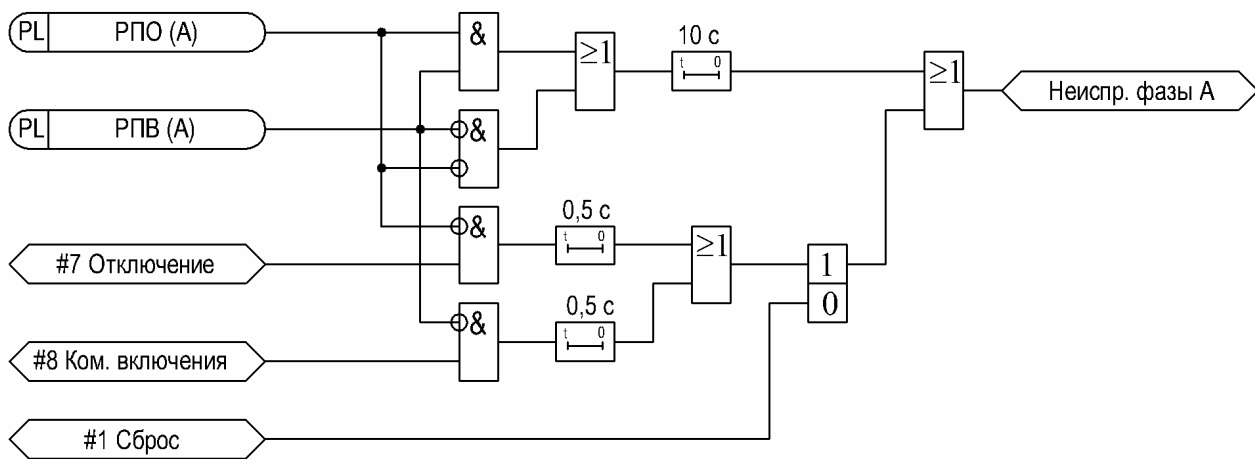 PL РПО (А)
&
≥1
10 с
t 0
≥1
Неиспр. фазы А
PL РПВ (А)
&
#7 Отключение
&
0,5 с
t 0
≥1
1
0
#8 Ком. включения
&
0,5 с
t 0
#1 Сброс